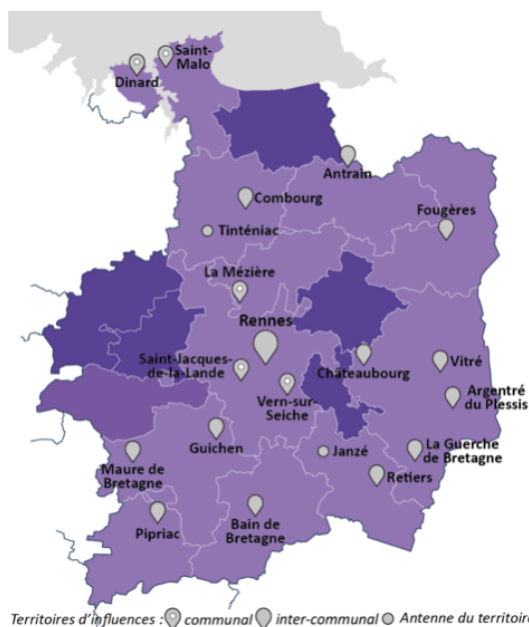 Saint-
Malo
Dinard
Antrain
Combourg
Fougères
Tinténiac
La Mézière
Rennes
Saint-Jacques-
de-la-Lande
Châteaubourg
Vitré
Vern-sur-
Seiche
Argentré
du Plessis
Guichen
Janzé
La Guerche
de Bretagne
Maure de
Bretagne
Retiers
Pipriac
Bain de
Bretagne
Territoires d'influences : communal inter-communal Antenne du territoire